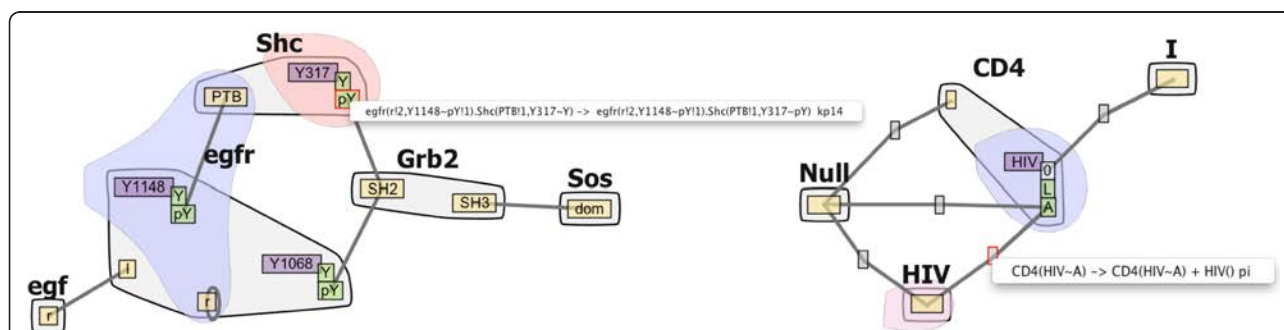 Shc
Y317
Y
pY
PTB
egfr(r!2,Y1148~pY!1).Shc(PTB!1,Y317~Y) -> egfr(r!2,Y1148~pY!1).Shc(PTB!1,Y317~pY) kp14
egfr
Y1148
Y
pY
Grb2
SH2
SH3
Sos
dom
Y1068
Y
pY
l
r
egf
r
CD4
I
I
HIV
0
L
A
Null
HIV
CD4(HIV~A) -> CD4(HIV~A) + HIV() pi